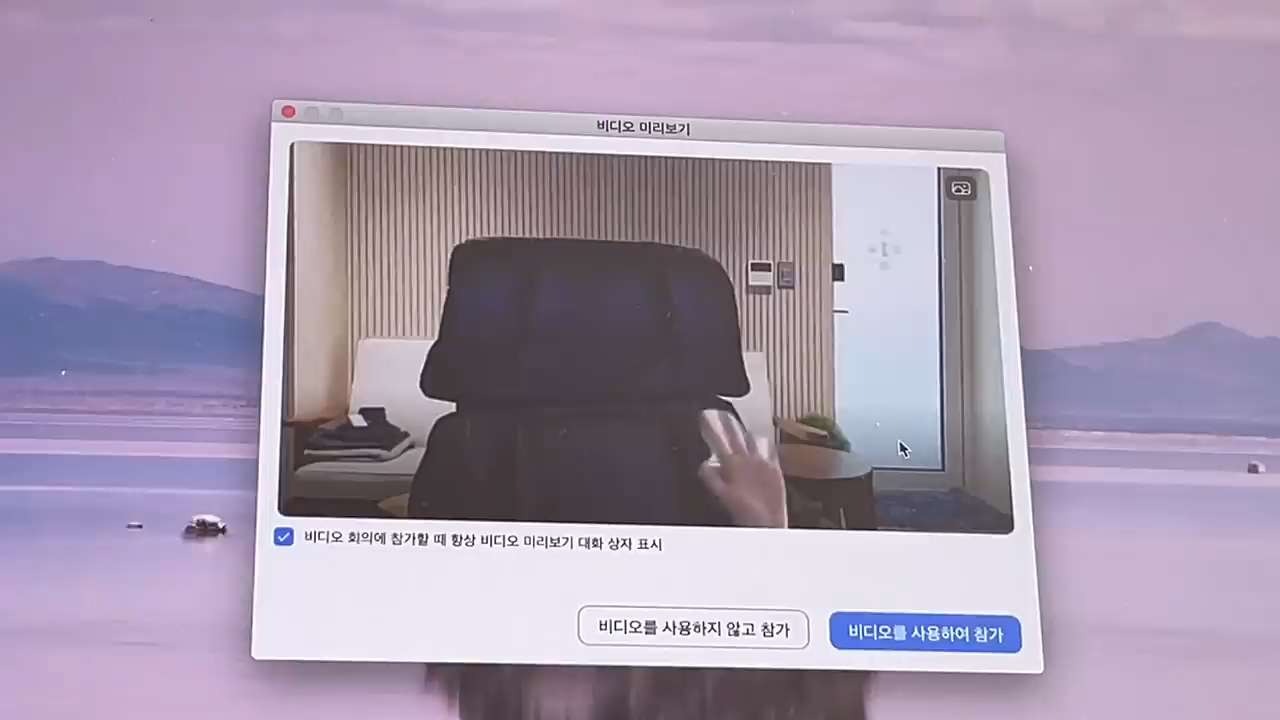 비디오 미리보기
비디오 회의에 참가할 때 항상 비디오 미리보기 대화 상자 표시
비디오를 사용하지 않고 참가
비디오를 사용하여 참가